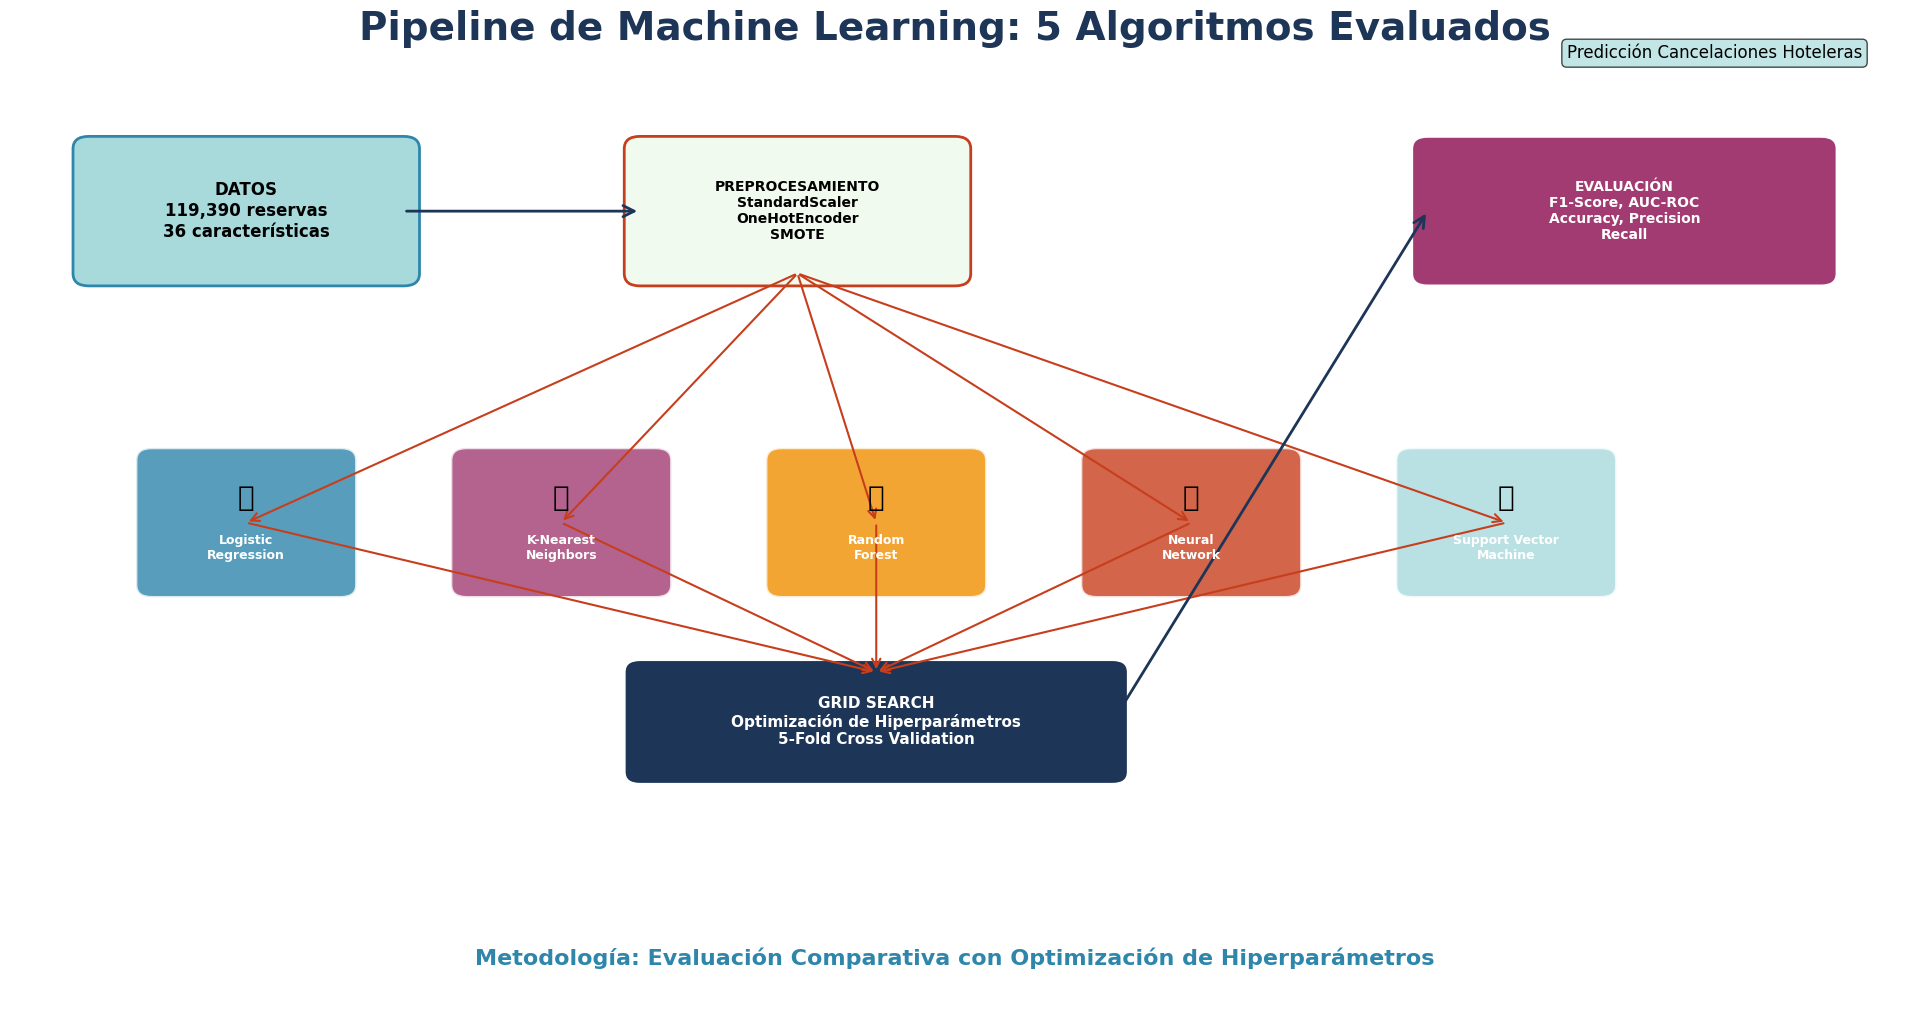 Pipeline de Machine Learning: 5 Algoritmos Evaluados
Predicción Cancelaciones Hoteleras
DATOS
119,390 reservas
36 características
PREPROCESAMIENTO
StandardScaler
OneHotEncoder
SMOTE
EVALUACIÓN
F1-Score, AUC-ROC
Accuracy, Precision
Recall
Logistic
Regression
K-Nearest
Neighbors
Random
Forest
Neural
Network
Support Vector
Machine
GRID SEARCH
Optimización de Hiperparámetros
5-Fold Cross Validation
Metodología: Evaluación Comparativa con Optimización de Hiperparámetros